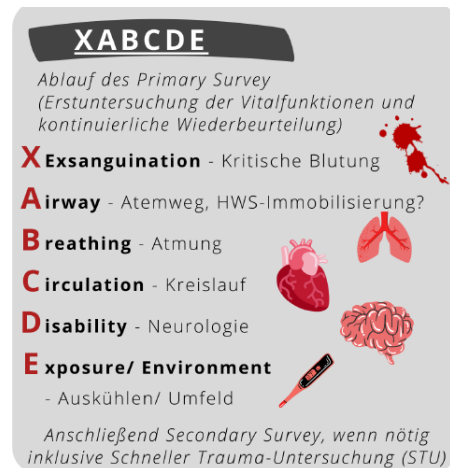 XABCDE
Ablauf des Primary Survey
(Erstuntersuchung der Vitalfunktionen und
kontinuierliche Wiederbeurteilung)
X Exsanguination - Kritische Blutung
Airway - Atemweg, HWS-Immobilisierung?
Breathing - Atmung
Circulation - Kreislauf
Disability - Neurologie
Exposure/ Environment
- Auskühlen/ Umfeld
Anschließend Secondary Survey, wenn nötig
inklusive Schneller Trauma-Untersuchung (STU)